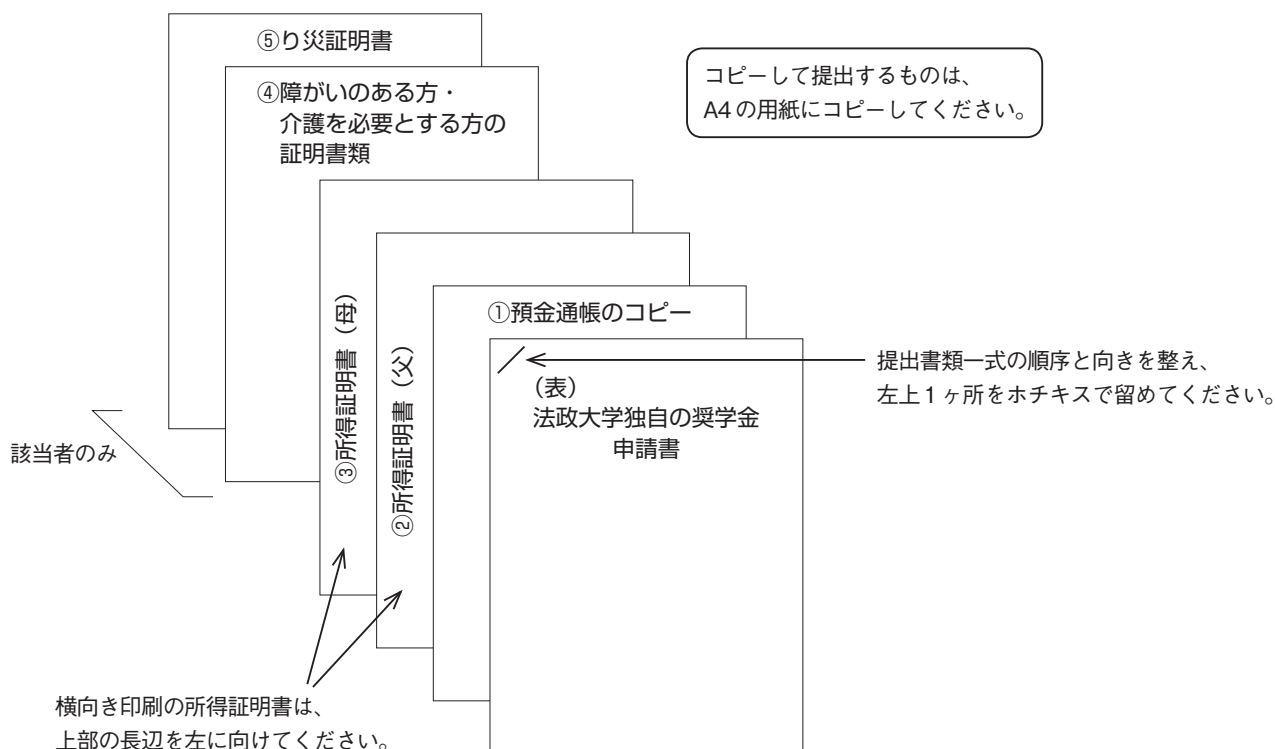 ⑤り災証明書
④障がいのある方・
介護を必要とする方の
証明書類
コピーして提出するものは、
A4の用紙にコピーしてください。
③所得証明書（母）
②所得証明書（父）
①預金通帳のコピー
（表）
法政大学独自の奨学金
申請書
提出書類一式の順序と向きを整え、
左上1ヶ所をホチキスで留めてください。
該当者のみ
横向き印刷の所得証明書は、
上部の長辺を左に向けてください。